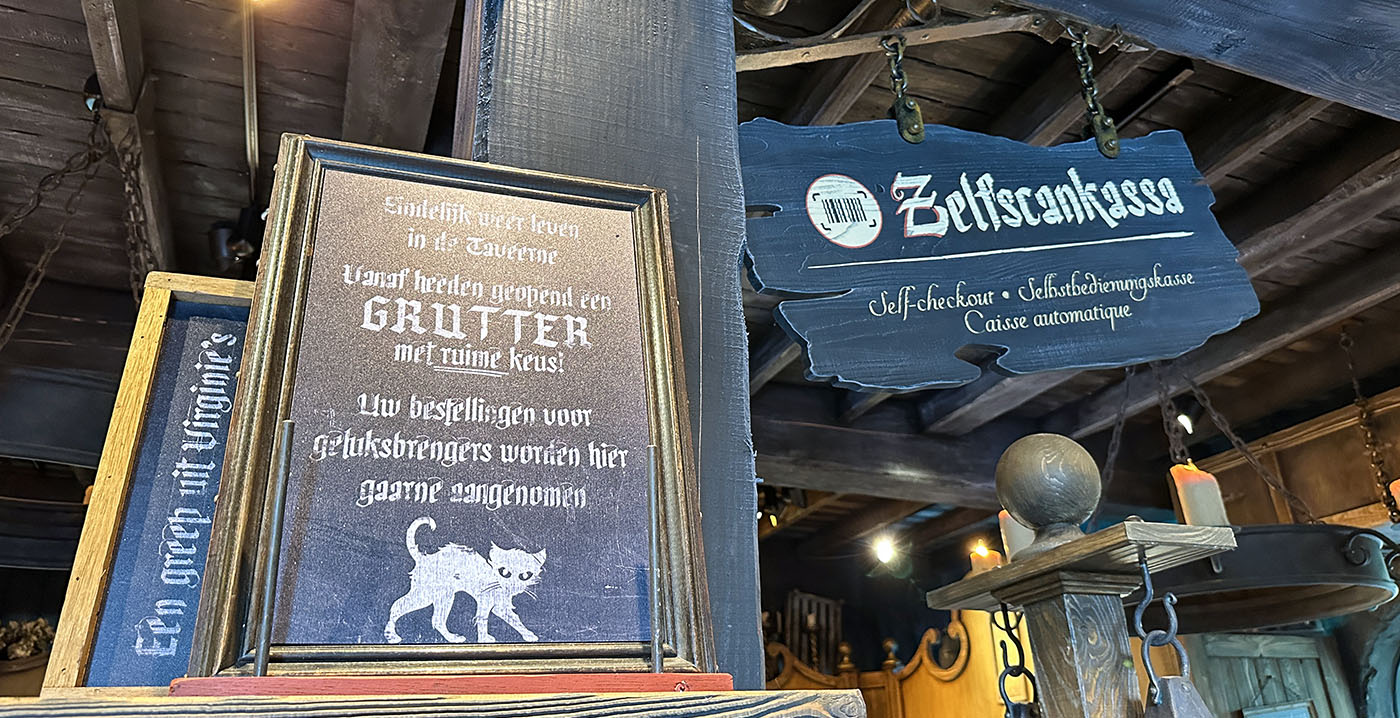 Een greep uit Virginie's
Eindelijk weer leven
in de Taveerne
Vanaf heeden geopend een
GRUTTER
met ruime keus!
Uw bestellingen voor
geluksbrengers worden hier
gaarne aangenomen
Zelfscankassa
Self-checkout • Selbstbedienungskasse
Caisse automatique